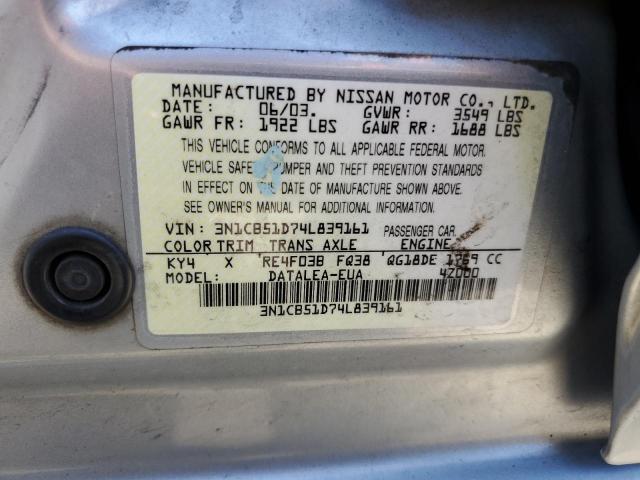 MANUFACTURED BY NISSAN MOTOR CO., LTD.
DATE: 06/03. GVWR: 3549 LBS
GAWR FR: 1922 LBS GAWR RR: 1688 LBS
THIS VEHICLE CONFORMS TO ALL APPLICABLE FEDERAL MOTOR
VEHICLE SAFE BUMPER AND THEFT PREVENTION STANDARDS
IN EFFECT ON THE DATE OF MANUFACTURE SHOWN ABOVE.
SEE OWNER'S MANUAL FOR ADDITIONAL INFORMATION.
VIN: 3N1CB51D74L839161 PASSENGER CAR
COLOR TRIM TRANS AXLE ENGINE
KY4 X RE4F03B FQ38 QG18DE 1769 CC
MODEL: DATALEA-EUA 4Z000
3N1CB51D74L839161